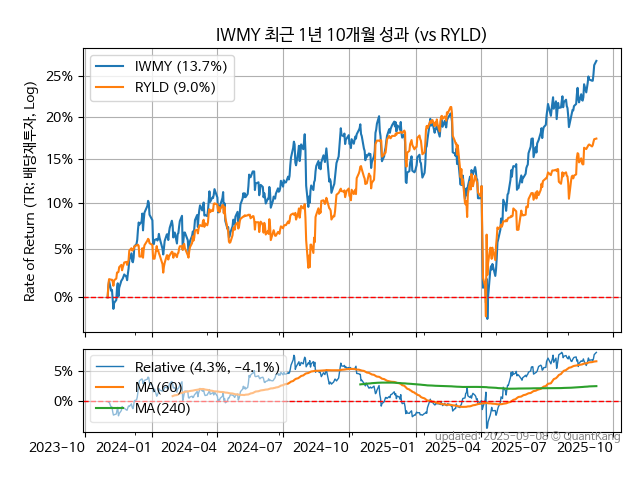 IWMY 최근 1년 10개월 성과 (vs RYLD)
Rate of Return (TR: 배당재투자, Log)
25%
20%
15%
10%
5%
0%
IWMY (13.7%)
RYLD (9.0%)
5%
0%
Relative (4.3%, −4.1%)
MA(60)
MA(240)
updated: 2025-09-08 © QuantKang
2023−10 2024−01 2024−04 2024−07 2024−10 2025−01 2025−04 2025−07 2025−10